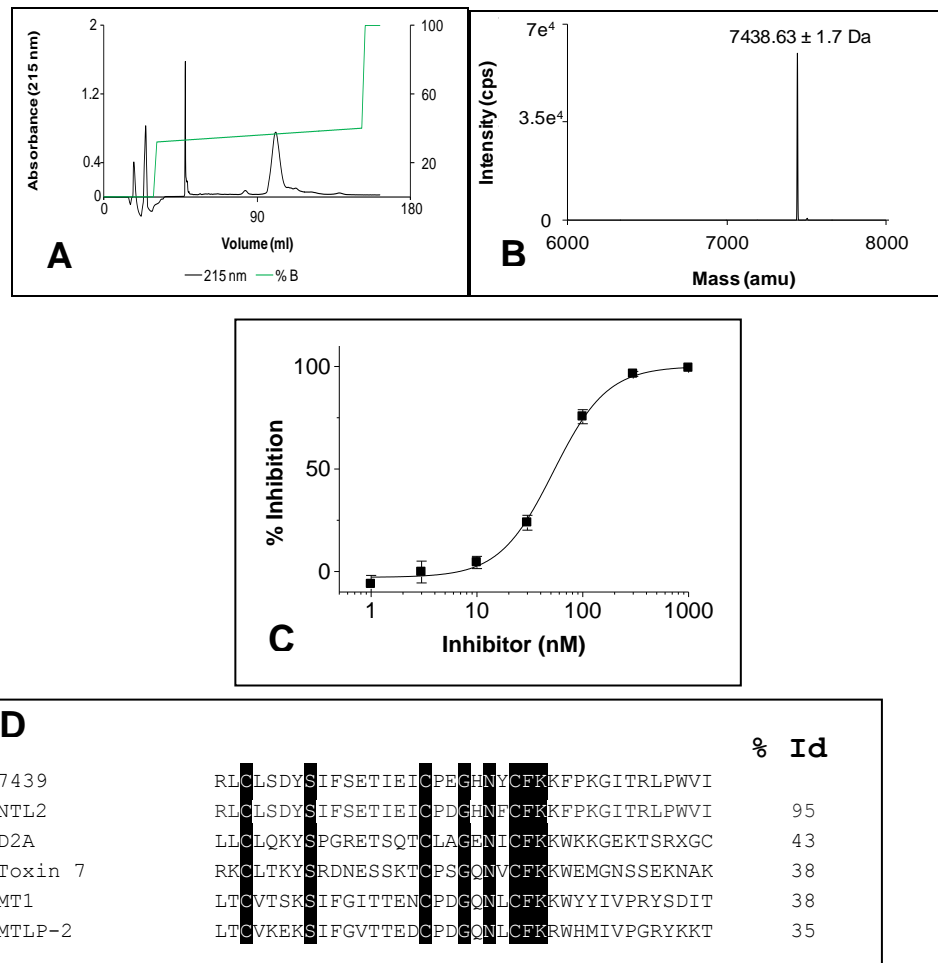 2
1.2
0.4
0
100
60
20
0
90
180
Absorbance (215 nm)
Volume (ml)
A
215 nm
% B
7e⁴
3.5e⁴
0
7438.63 ± 1.7 Da
Intensity (cps)
6000
7000
8000
B
Mass (amu)
100
50
0
% Inhibition
1
10
100
1000
C
Inhibitor (nM)
D
% Id
7439 RLCLSDYSIFSETIEICPEGHNYCFKKFPKGITRLPWVI
NTL2 RLCLSDYSIFSETIEICPDGHNFCFKKFPKGITRLPWVI 95
D2A LLCLQKYSPGRETSQTCLAGENICFKKWKKGEKTSRXGC 43
Toxin 7 RKCLTKYSRDNESSKTCPSGQNVCFKKWEMGNSSEKNAK 38
MT1 LTCVTSKSIFGITTENCPDGQNLCFKKWYYIVPRYSDIT 38
MTLP-2 LTCVKEKSIFGVTTEDCPDGQNLCFKRWHMIVPGRYKKT 35